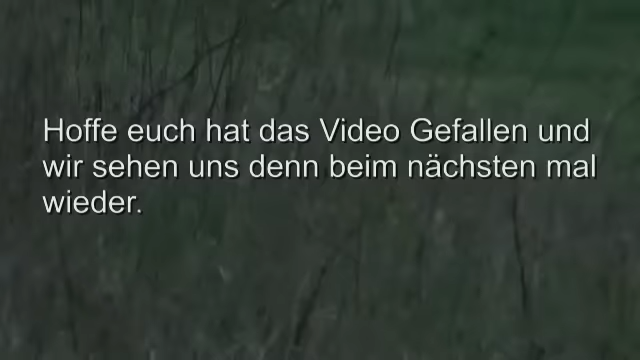 Hoffe euch hat das Video Gefallen und
wir sehen uns denn beim nächsten mal
wieder.